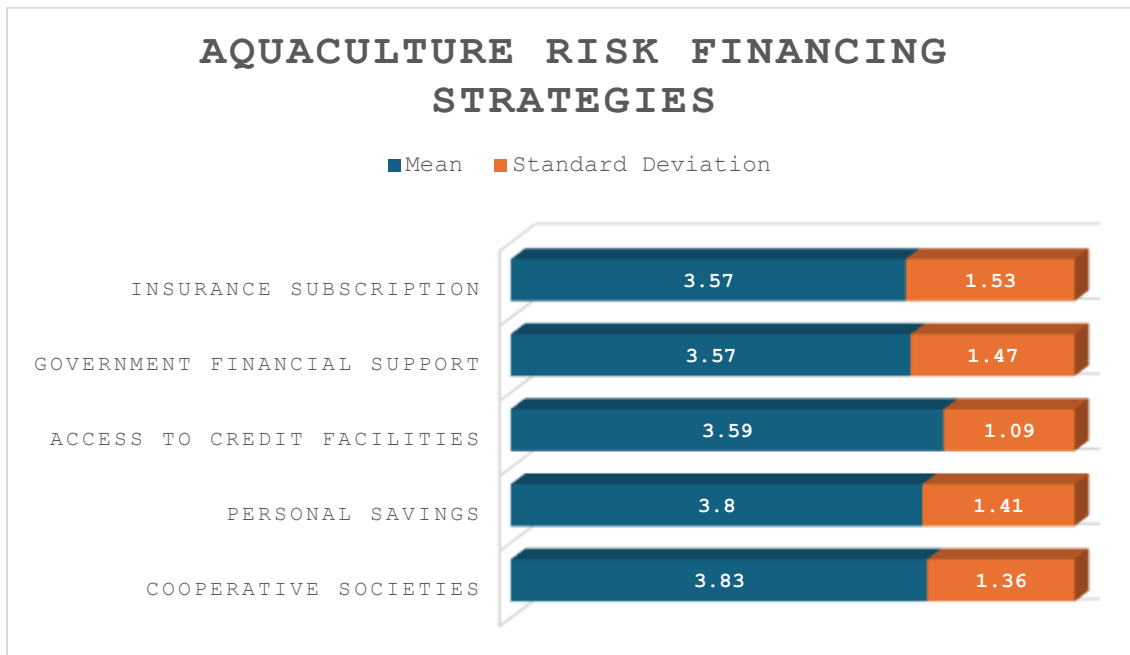 AQUACULTURE RISK FINANCING
STRATEGIES
Mean Standard Deviation
INSURANCE SUBSCRIPTION 3.57 1.53
GOVERNMENT FINANCIAL SUPPORT 3.57 1.47
ACCESS TO CREDIT FACILITIES 3.59 1.09
PERSONAL SAVINGS 3.8 1.41
COOPERATIVE SOCIETIES 3.83 1.36